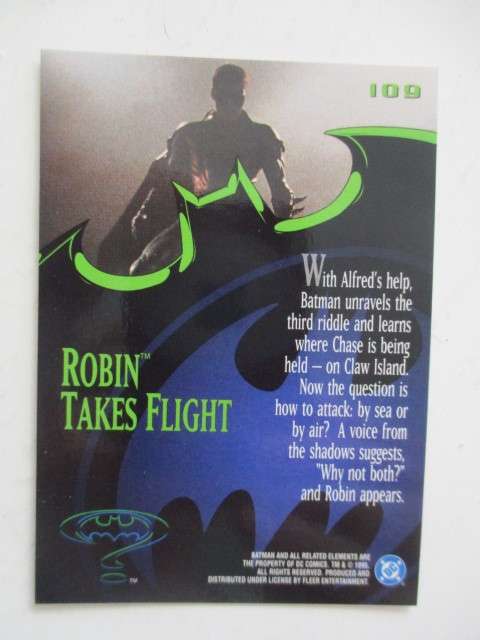 109
With Alfred's help,
Batman unravels the
third riddle and learns
where Chase is being
held – on Claw Island.
Now the question is
how to attack: by sea or
by air? A voice from
the shadows suggests,
"Why not both?"
and Robin appears.
ROBIN™
TAKES FLIGHT
TM
BATMAN AND ALL RELATED ELEMENTS ARE
THE PROPERTY OF DC COMICS. TM & © 1995.
ALL RIGHTS RESERVED. PRODUCED AND
DISTRIBUTED UNDER LICENSE BY FLEER ENTERTAINMENT.
DC